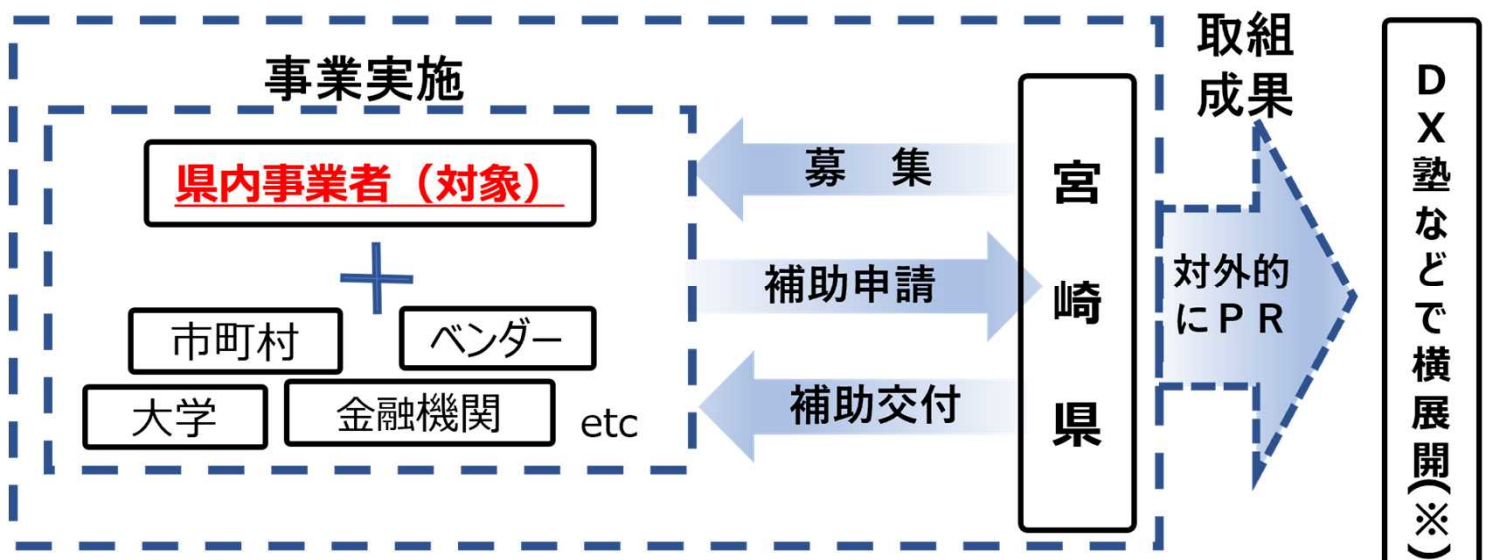 事業実施
県内事業者（対象）
＋
市町村
ベンダー
大学
金融機関
etc
募　集
補助申請
補助交付
宮崎県
取組
成果
対外的
にＰＲ
ＤＸ塾などで横展開(※)